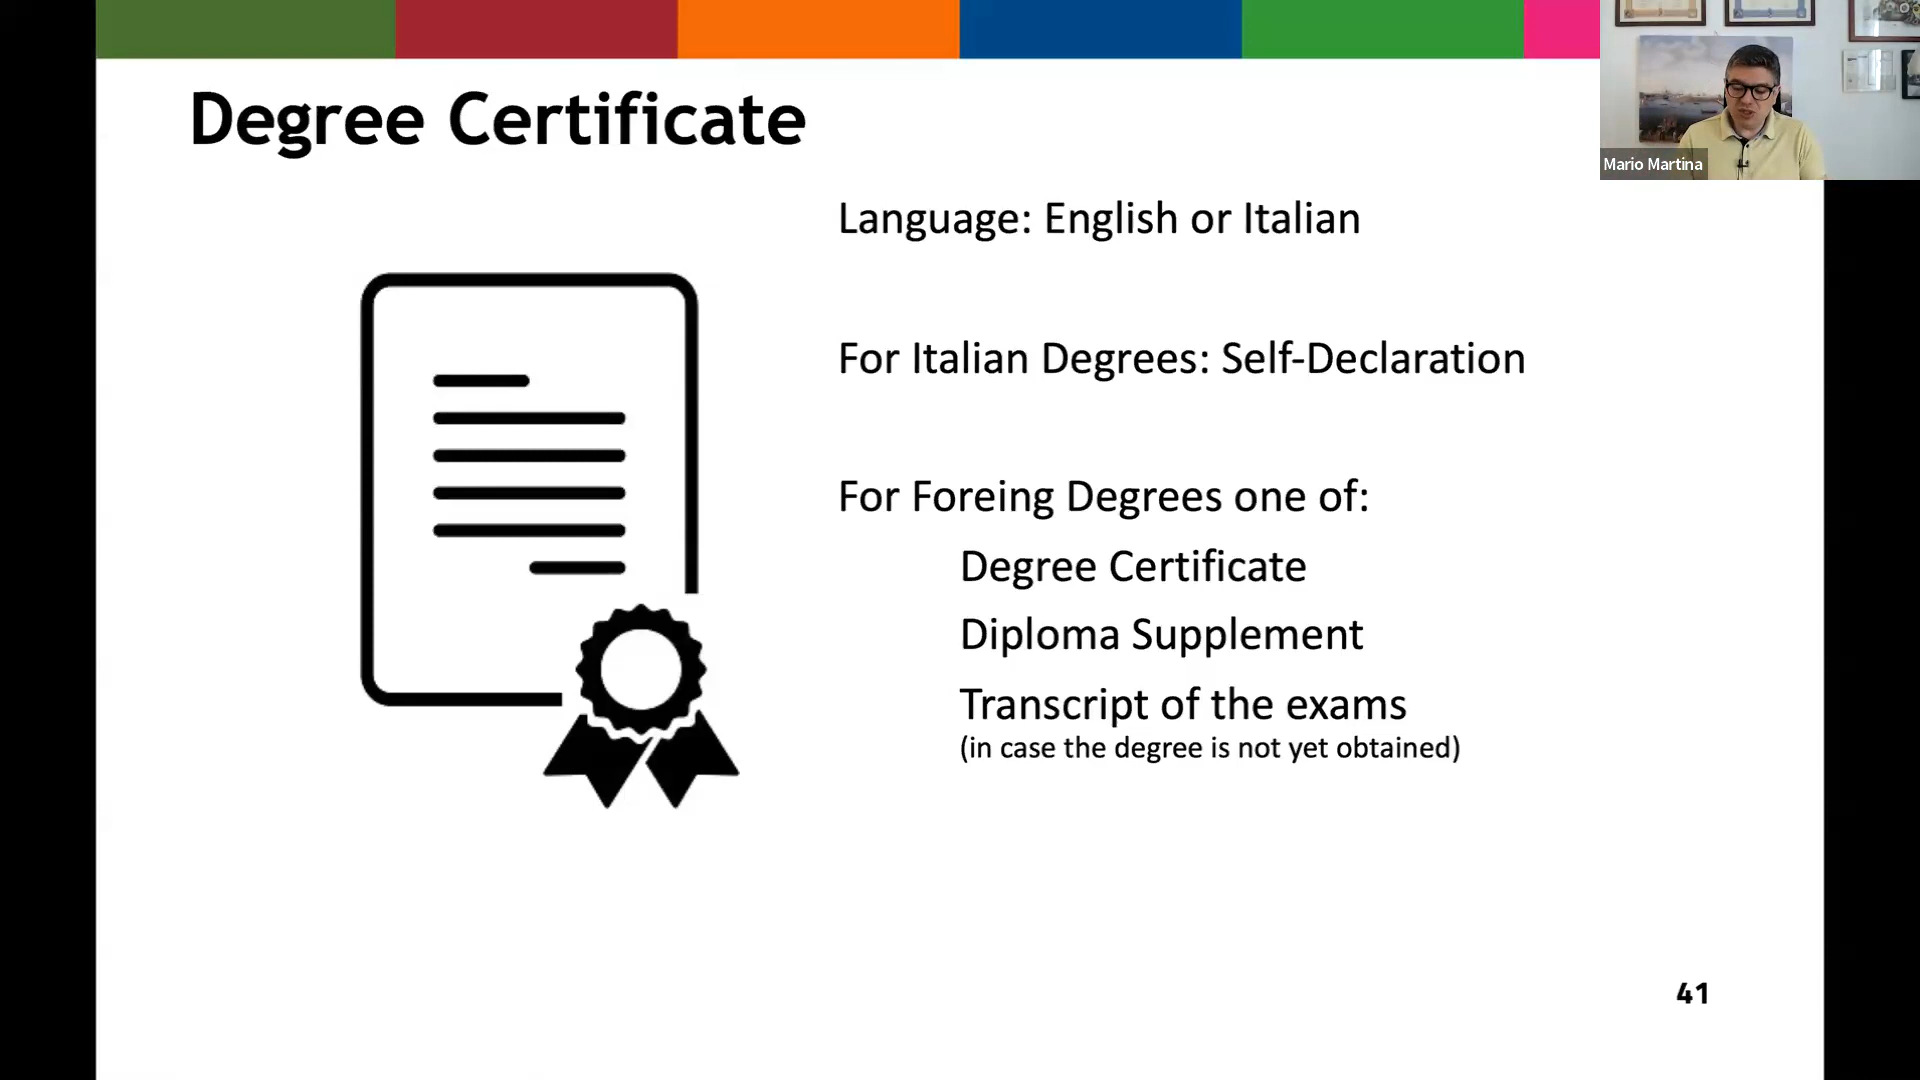 Degree Certificate
Mario Martina
Language: English or Italian
For Italian Degrees: Self-Declaration
For Foreing Degrees one of:
Degree Certificate
Diploma Supplement
Transcript of the exams
(in case the degree is not yet obtained)
41